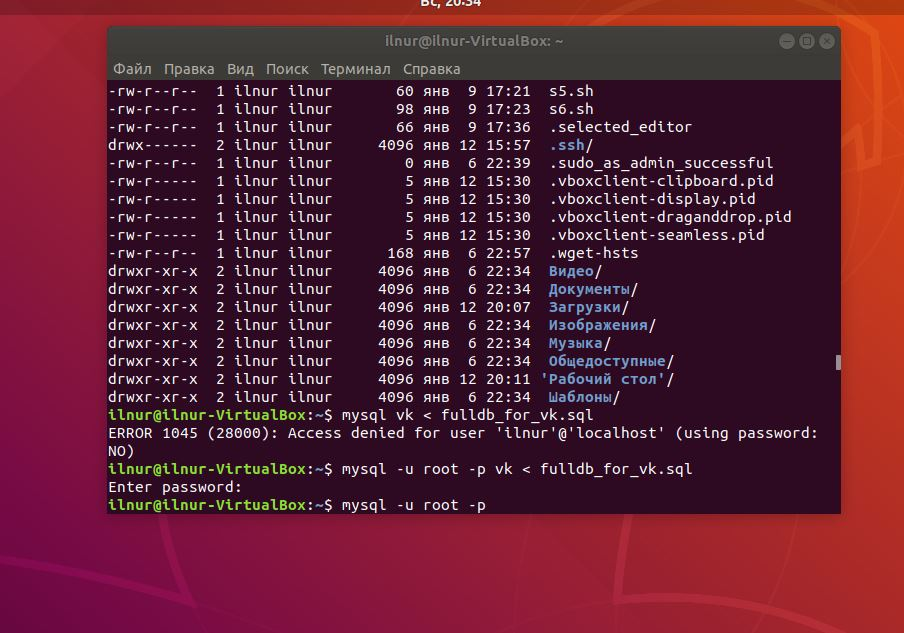 Вс, 20:34
ilnur@ilnur-VirtualBox: ~
Файл Правка Вид Поиск Терминал Справка
-rw-r--r-- 1 ilnur ilnur 60 янв 9 17:21 s5.sh
-rw-r--r-- 1 ilnur ilnur 98 янв 9 17:23 s6.sh
-rw-r--r-- 1 ilnur ilnur 66 янв 9 17:36 .selected_editor
drwx------ 2 ilnur ilnur 4096 янв 12 15:57 .ssh/
-rw-r--r-- 1 ilnur ilnur 0 янв 6 22:39 .sudo_as_admin_successful
-rw-r----- 1 ilnur ilnur 5 янв 12 15:30 .vboxclient-clipboard.pid
-rw-r----- 1 ilnur ilnur 5 янв 12 15:30 .vboxclient-display.pid
-rw-r----- 1 ilnur ilnur 5 янв 12 15:30 .vboxclient-draganddrop.pid
-rw-r----- 1 ilnur ilnur 5 янв 12 15:30 .vboxclient-seamless.pid
-rw-r--r-- 1 ilnur ilnur 168 янв 6 22:57 .wget-hsts
drwxr-xr-x 2 ilnur ilnur 4096 янв 6 22:34 Видео/
drwxr-xr-x 2 ilnur ilnur 4096 янв 6 22:34 Документы/
drwxr-xr-x 2 ilnur ilnur 4096 янв 12 20:07 Загрузки/
drwxr-xr-x 2 ilnur ilnur 4096 янв 6 22:34 Изображения/
drwxr-xr-x 2 ilnur ilnur 4096 янв 6 22:34 Музыка/
drwxr-xr-x 2 ilnur ilnur 4096 янв 6 22:34 Общедоступные/
drwxr-xr-x 2 ilnur ilnur 4096 янв 12 20:11 'Рабочий стол'/
drwxr-xr-x 2 ilnur ilnur 4096 янв 6 22:34 Шаблоны/
ilnur@ilnur-VirtualBox:~$ mysql vk < fulldb_for_vk.sql
ERROR 1045 (28000): Access denied for user 'ilnur'@'localhost' (using password:
NO)
ilnur@ilnur-VirtualBox:~$ mysql -u root -p vk < fulldb_for_vk.sql
Enter password:
ilnur@ilnur-VirtualBox:~$ mysql -u root -p